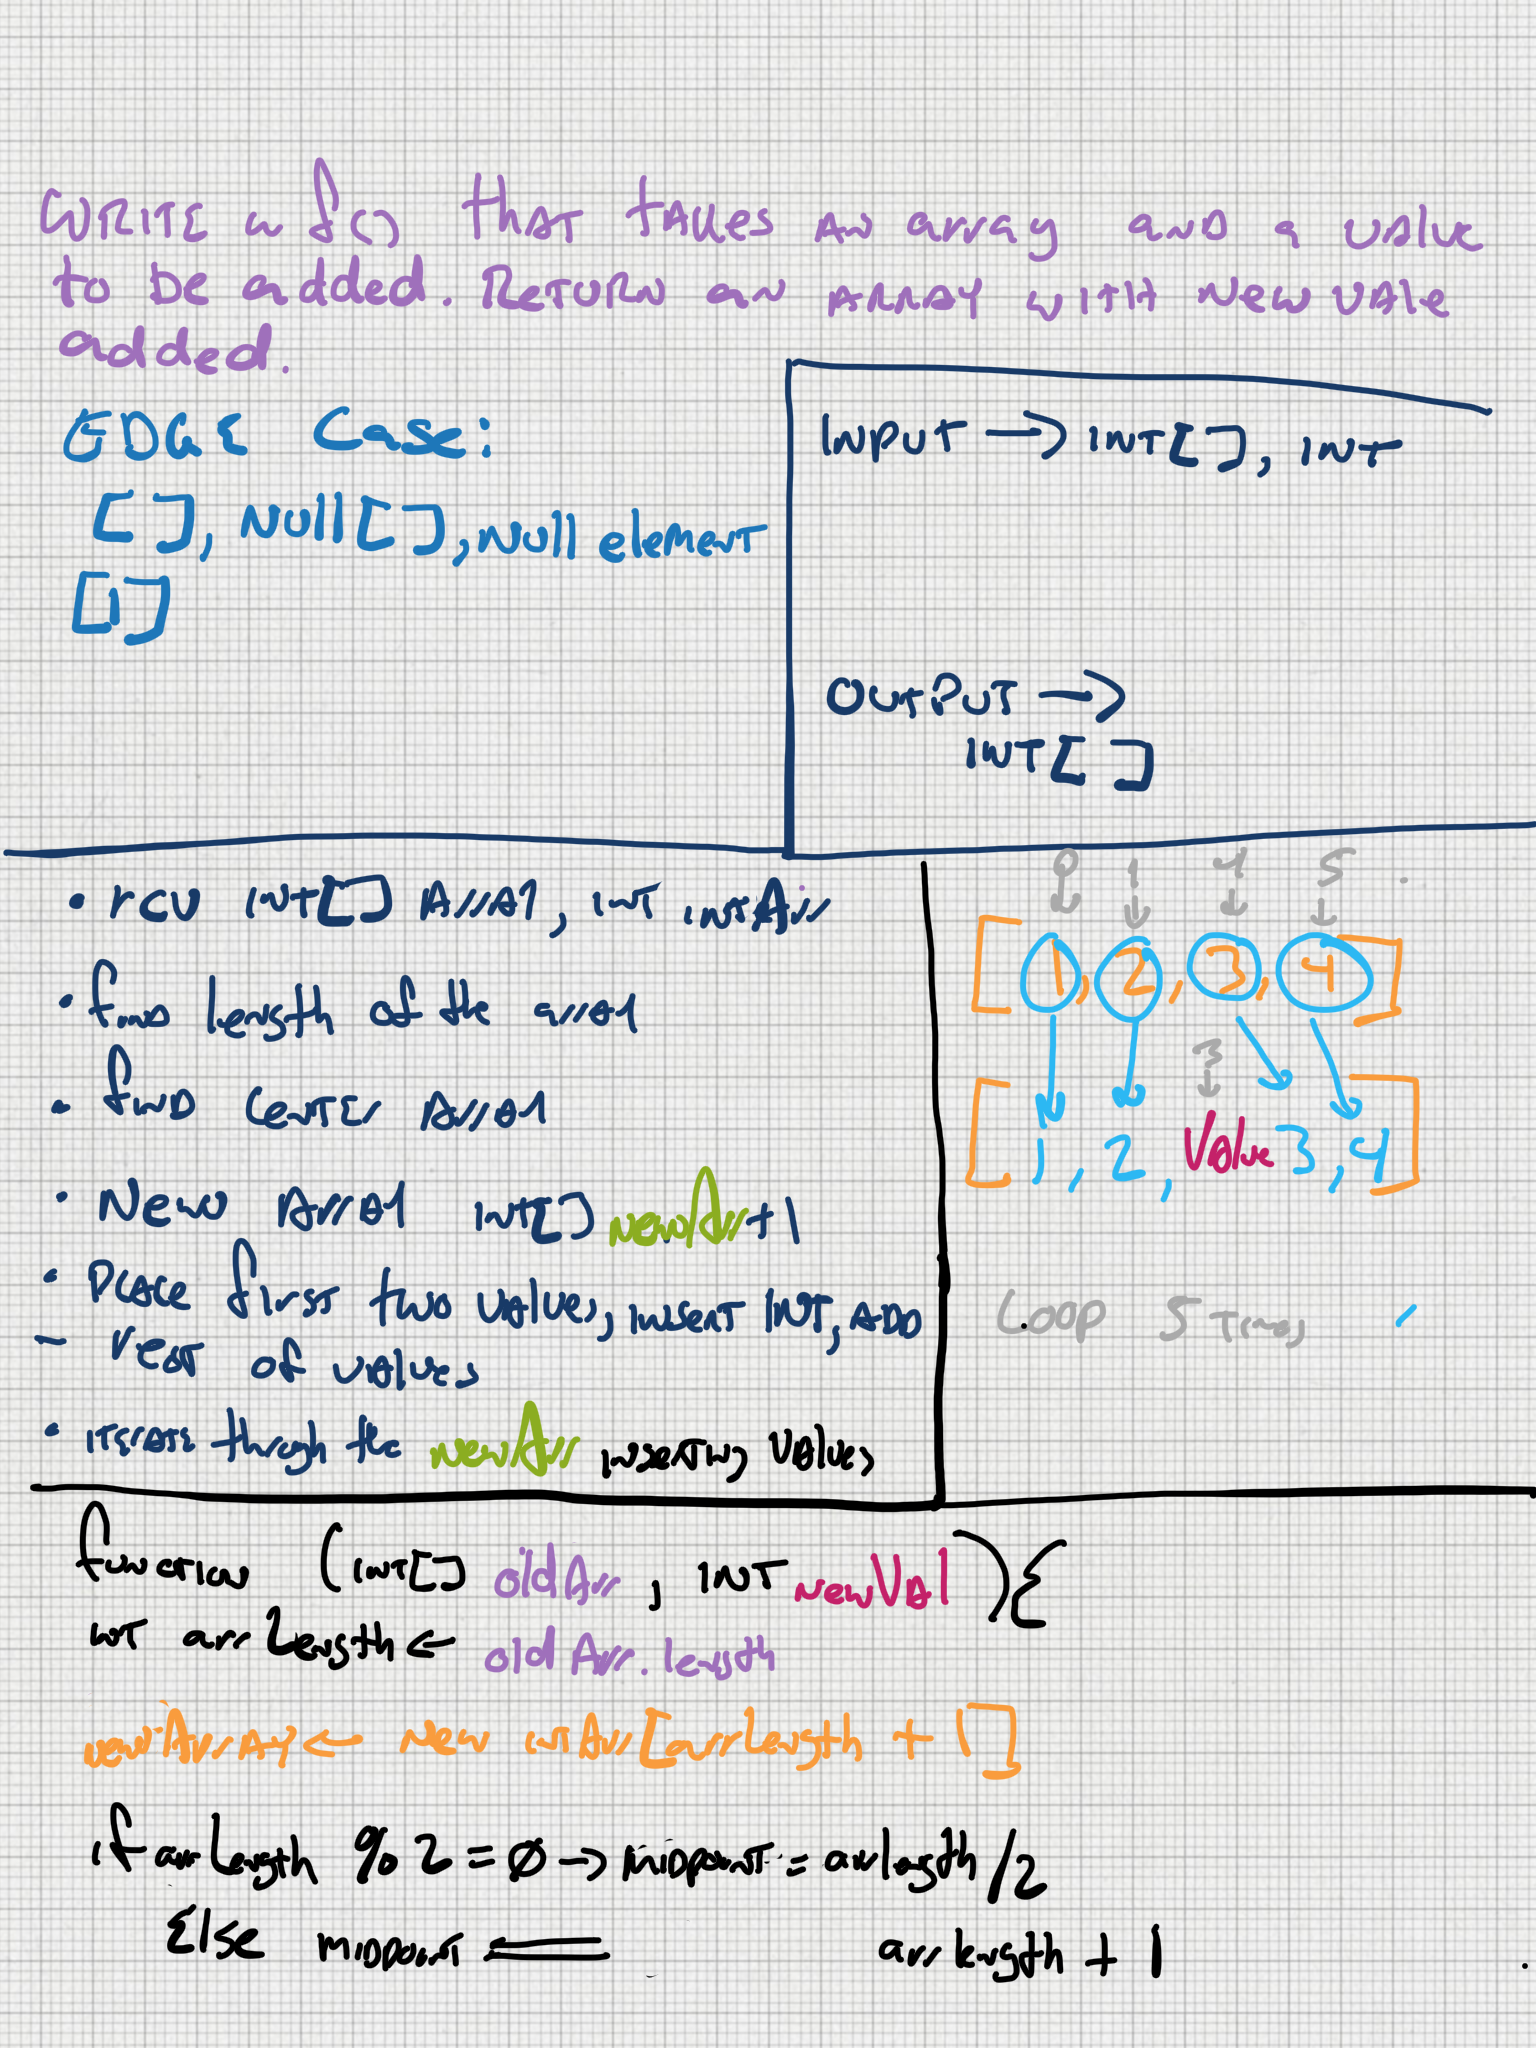 WRITE a f() that takes an array and a value
to be added. Return an array with new vale
added.
EDGE Case:
[ ], Null[ ], Null element
[1]
INPUT → INT[ ], INT
OUTPUT →
INT[ ]
• rcv INT[ ] Array, INT intArr
• find length of the array
• find center array
• New array int[ ] newArr+1
• Place first two values, insert INT, ADD
- rest of values
• iterate throgh the newArr inserting values
0 1 4 5
[1, 2, 3, 4]
3
[1, 2, Value 3, 4]
Loop 5 times
function (int[] oldArr, INT newVAl){
int arrLength ← oldArr.length
newArray ← new intArr[arrLength + 1]
if arrLength % 2 = 0 → midpoint = arrlength/2
Else midpoint = arrlength + 1